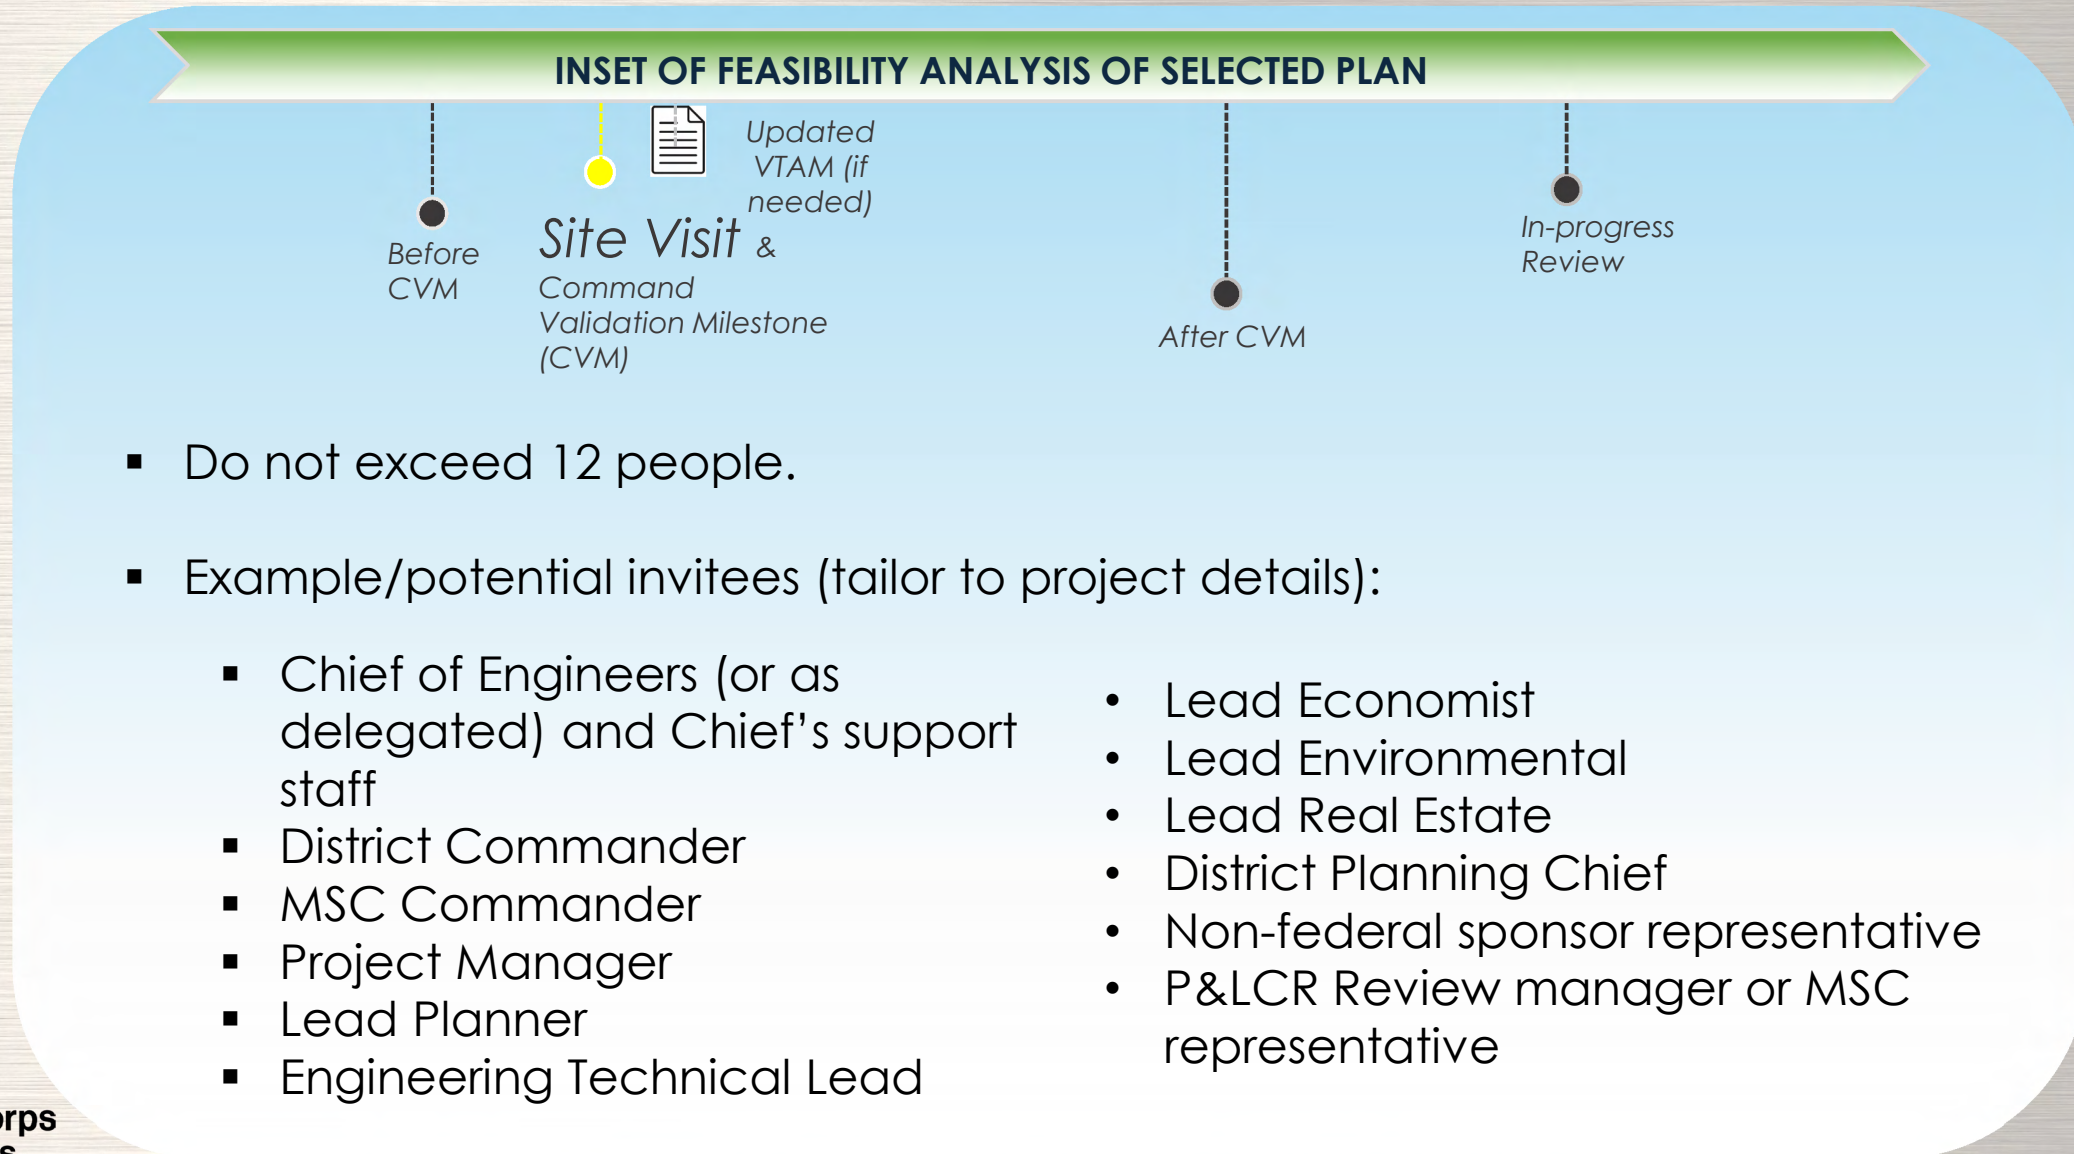 INSET OF FEASIBILITY ANALYSIS OF SELECTED PLAN
Before
CVM
Site Visit &
Command
Validation Milestone
(CVM)
Updated
VTAM (if
needed)
After CVM
In-progress
Review
▪ Do not exceed 12 people.
▪ Example/potential invitees (tailor to project details):
▪ Chief of Engineers (or as
delegated) and Chief’s support
staff
▪ District Commander
▪ MSC Commander
▪ Project Manager
▪ Lead Planner
▪ Engineering Technical Lead
• Lead Economist
• Lead Environmental
• Lead Real Estate
• District Planning Chief
• Non-federal sponsor representative
• P&LCR Review manager or MSC
representative